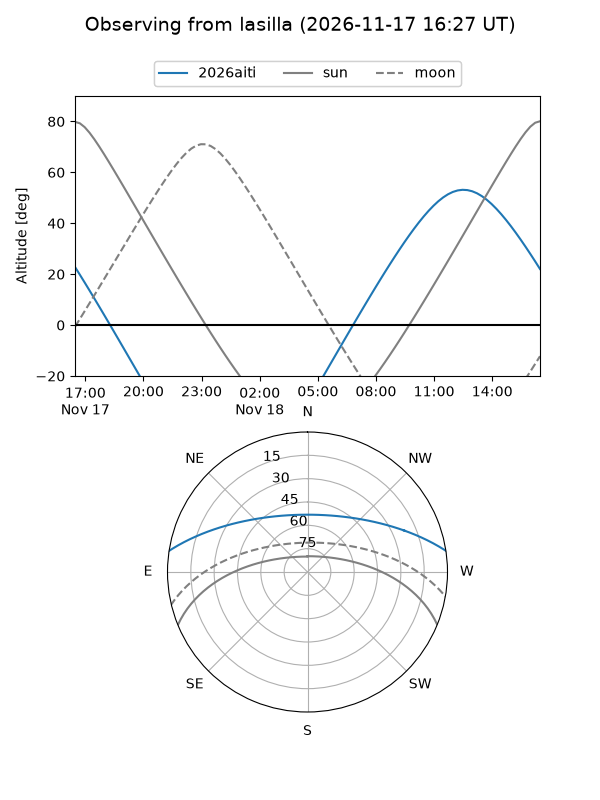 Observing from lasilla (2026-11-17 16:27 UT)
2026aiti sun moon
Altitude [deg]
80
60
40
20
0
−20
17:00 20:00 23:00 02:00 05:00 08:00 11:00 14:00
Nov 17 Nov 18
N
NE NW
15
30
45
60
75
E W
SE SW
S